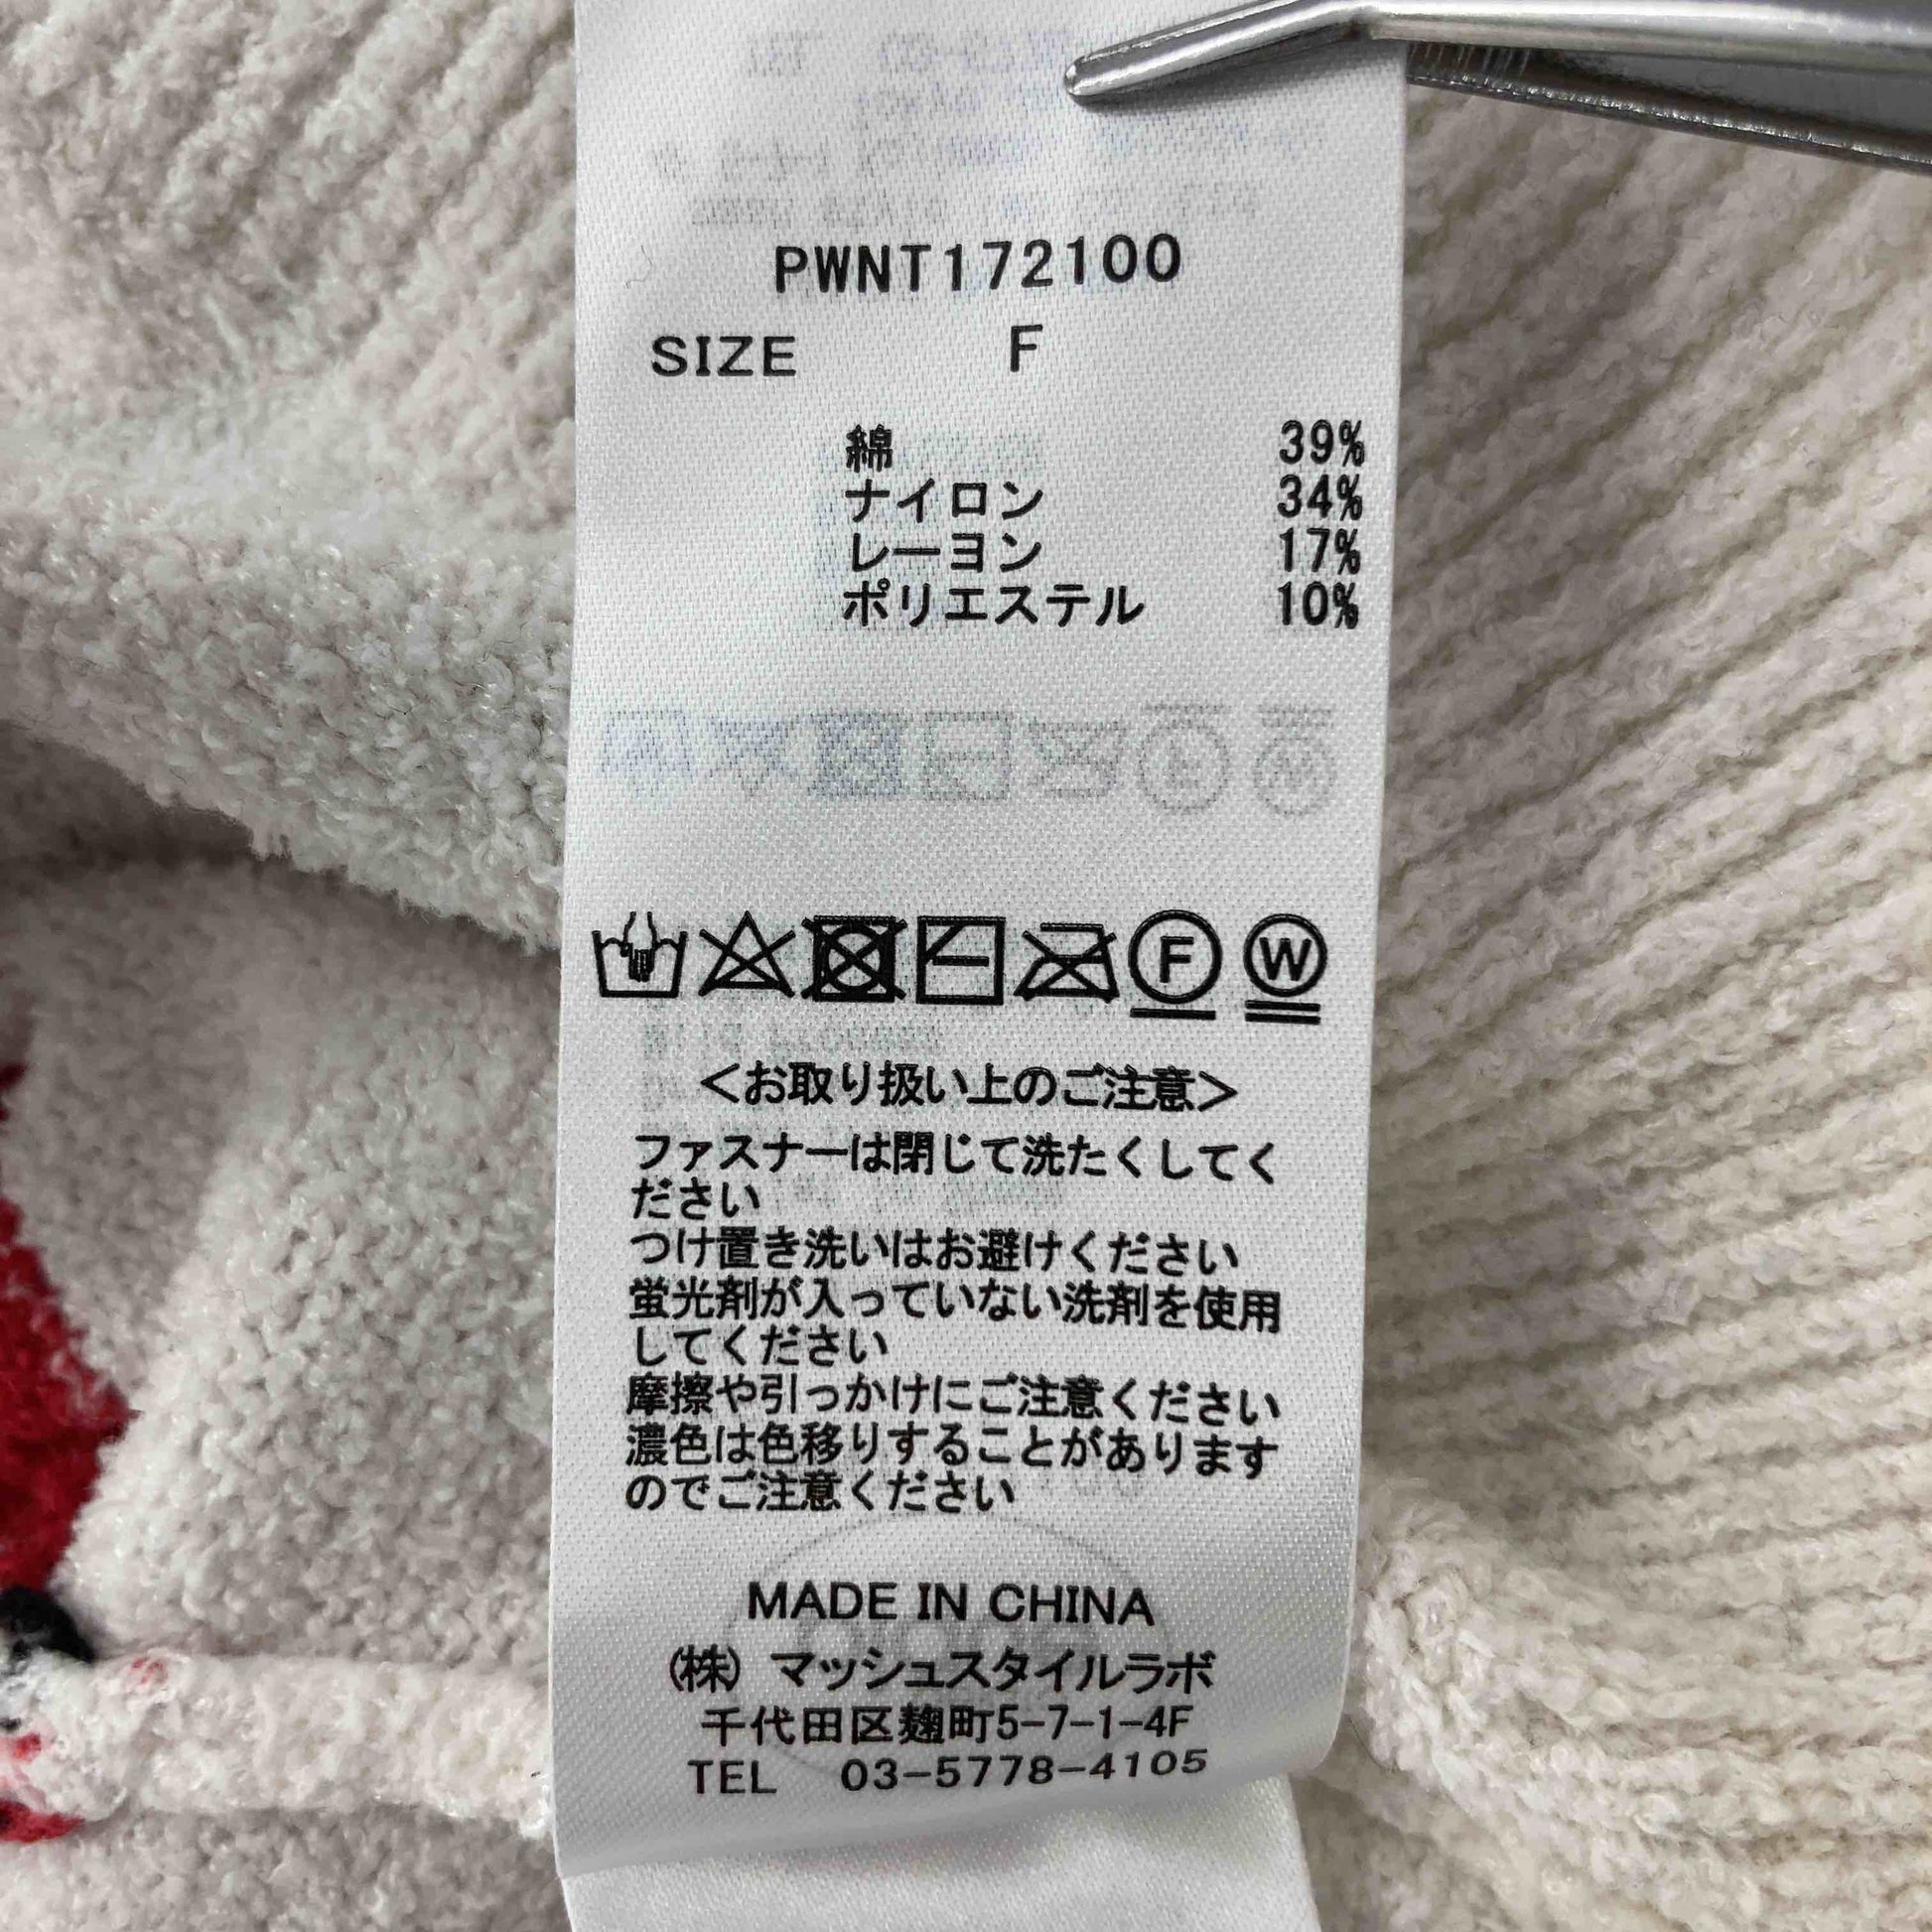 PWNT172100
SIZE F
綿 39%
ナイロン 34%
レーヨン 17%
ポリエステル 10%
F W
<お取り扱い上のご注意>
ファスナーは閉じて洗たくしてく
ださい
つけ置き洗いはお避けください
蛍光剤が入っていない洗剤を使用
してください
摩擦や引っかけにご注意ください
濃色は色移りすることがあります
のでご注意ください
MADE IN CHINA
(株) マッシュスタイルラボ
千代田区麹町5-7-1-4F
TEL 03-5778-4105